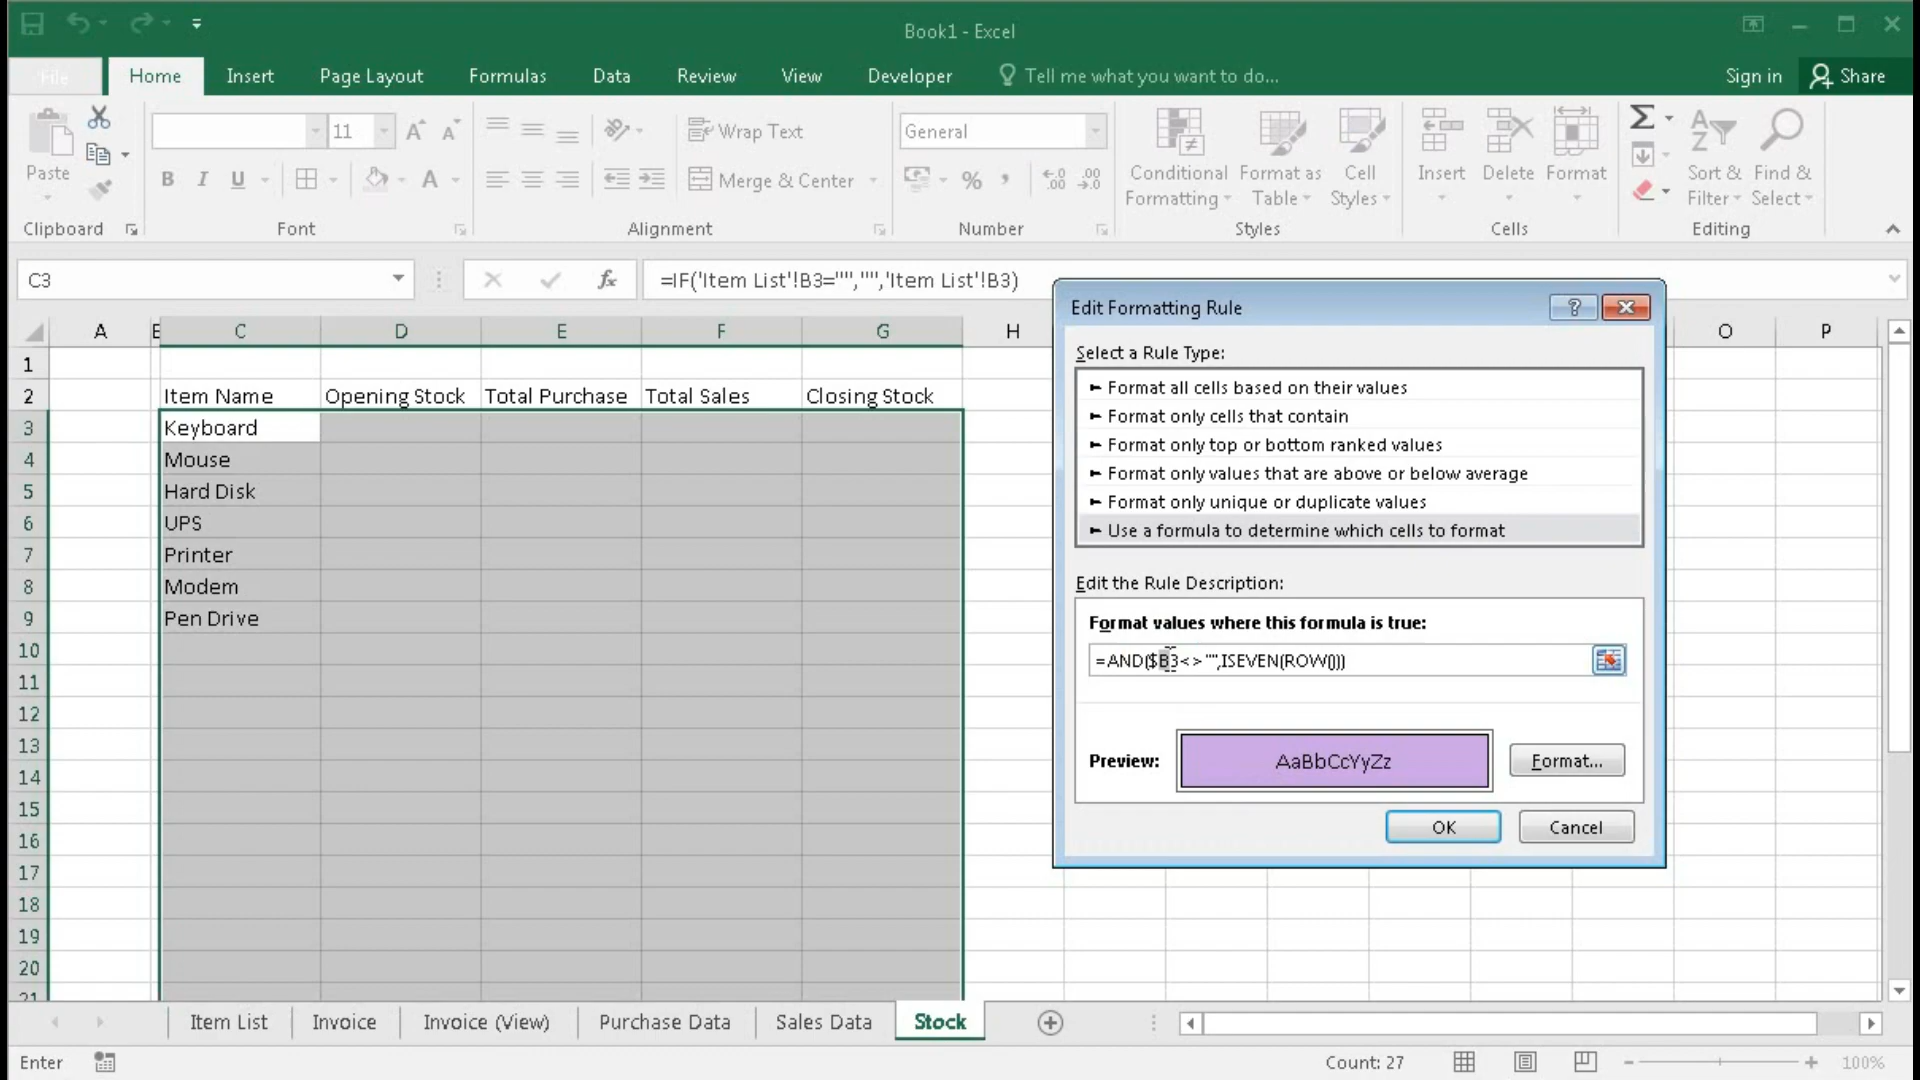 Book1 - Excel
Home Insert Page Layout Formulas Data Review View Developer Tell me what you want to do... Sign in Share
11 Wrap Text General
Paste B I U A Merge & Center % Conditional Formatting Format as Table Cell Styles Insert Delete Format Sort & Filter Find & Select
Clipboard Font Alignment Number Styles Cells Editing
C3 fx =IF('Item List'!B3="","",'Item List'!B3)
A C D E F G H O P
1
2 Item Name Opening Stock Total Purchase Total Sales Closing Stock
3 Keyboard
4 Mouse
5 Hard Disk
6 UPS
7 Printer
8 Modem
9 Pen Drive
10
11
12
13
14
15
16
17
18
19
20
21
Edit Formatting Rule
Select a Rule Type:
► Format all cells based on their values
► Format only cells that contain
► Format only top or bottom ranked values
► Format only values that are above or below average
► Format only unique or duplicate values
► Use a formula to determine which cells to format
Edit the Rule Description:
Format values where this formula is true:
=AND($B3<>"",ISEVEN(ROW()))
Preview: AaBbCcYyZz Format...
OK Cancel
Item List Invoice Invoice (View) Purchase Data Sales Data Stock
Enter Count: 27 100%